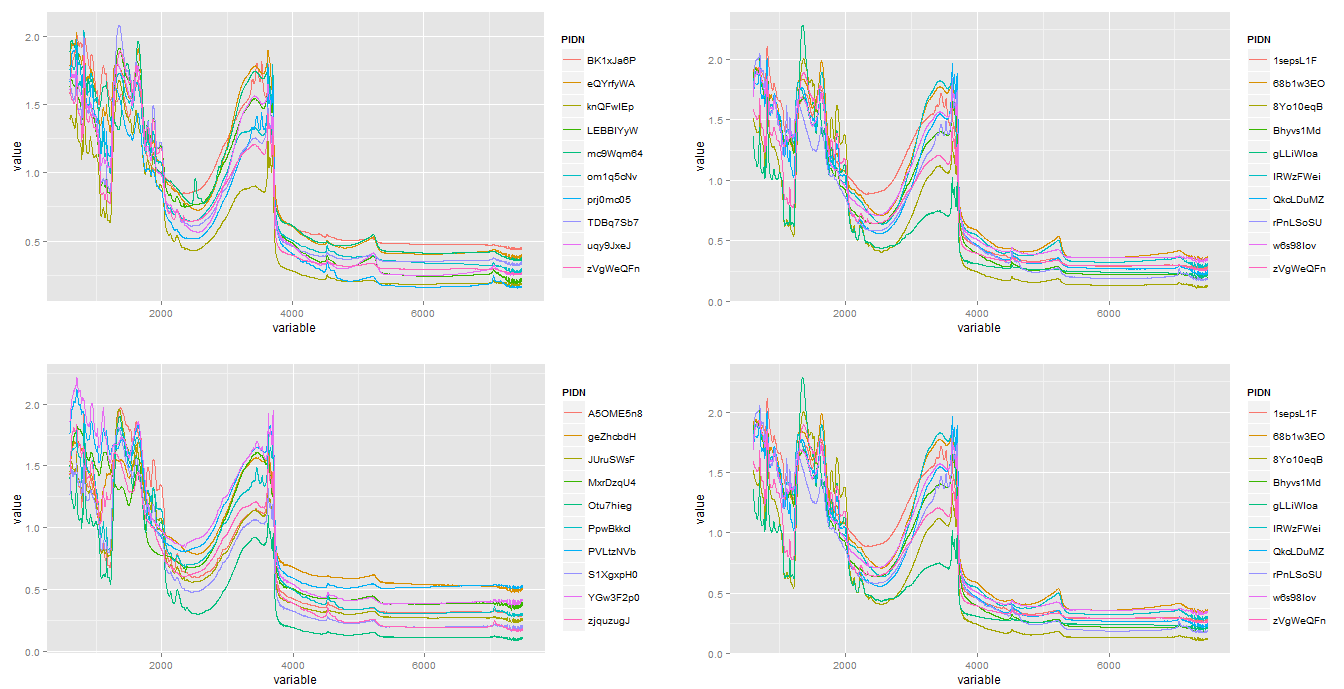 PIDN
BK1xJa6P
eQYrfyWA
knQFwIEp
LEBBIYyW
mc9Wqm64
om1q5cNv
prj0mc05
TDBq7Sb7
uqy9JxeJ
zVgWeQFn
value
2.0
1.5
1.0
0.5
2000
4000
6000
variable
PIDN
1sepsL1F
68b1w3EO
8Yo10eqB
Bhyvs1Md
gLLiWIoa
IRWzFWei
QkcLDuMZ
rPnLSoSU
w6s98Iov
zVgWeQFn
value
2.0
1.5
1.0
0.5
0.0
2000
4000
6000
variable
PIDN
A5OME5n8
geZhcbdH
JUruSWsF
MxrDzqU4
Otu7hieg
PpwBkkcI
PVLtzNVb
S1XgxpH0
YGw3F2p0
zjquzugJ
value
2.0
1.5
1.0
0.5
0.0
2000
4000
6000
variable
PIDN
1sepsL1F
68b1w3EO
8Yo10eqB
Bhyvs1Md
gLLiWIoa
IRWzFWei
QkcLDuMZ
rPnLSoSU
w6s98Iov
zVgWeQFn
value
2.0
1.5
1.0
0.5
0.0
2000
4000
6000
variable